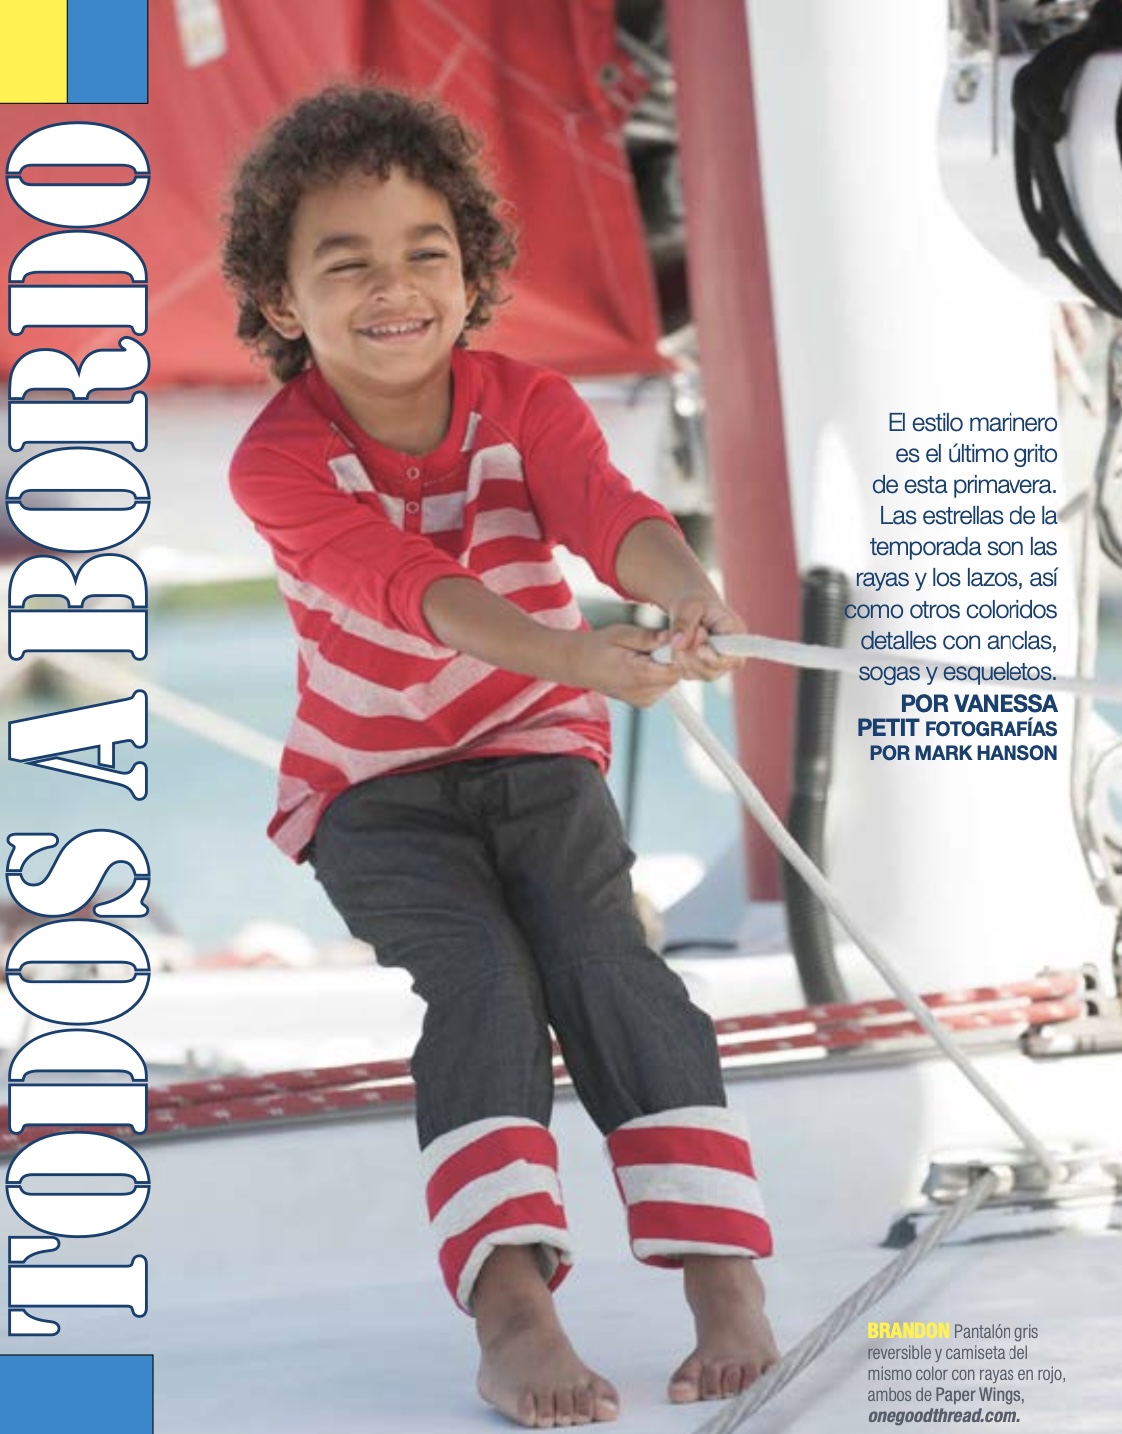 TODOS A BORDO
El estilo marinero
es el último grito
de esta primavera.
Las estrellas de la
temporada son las
rayas y los lazos, así
como otros coloridos
detalles con anclas,
sogas y esqueletos.
POR VANESSA
PETIT FOTOGRAFÍAS
POR MARK HANSON
BRANDON Pantalón gris
reversible y camiseta del
mismo color con rayas en rojo,
ambos de Paper Wings,
onegoodthread.com.